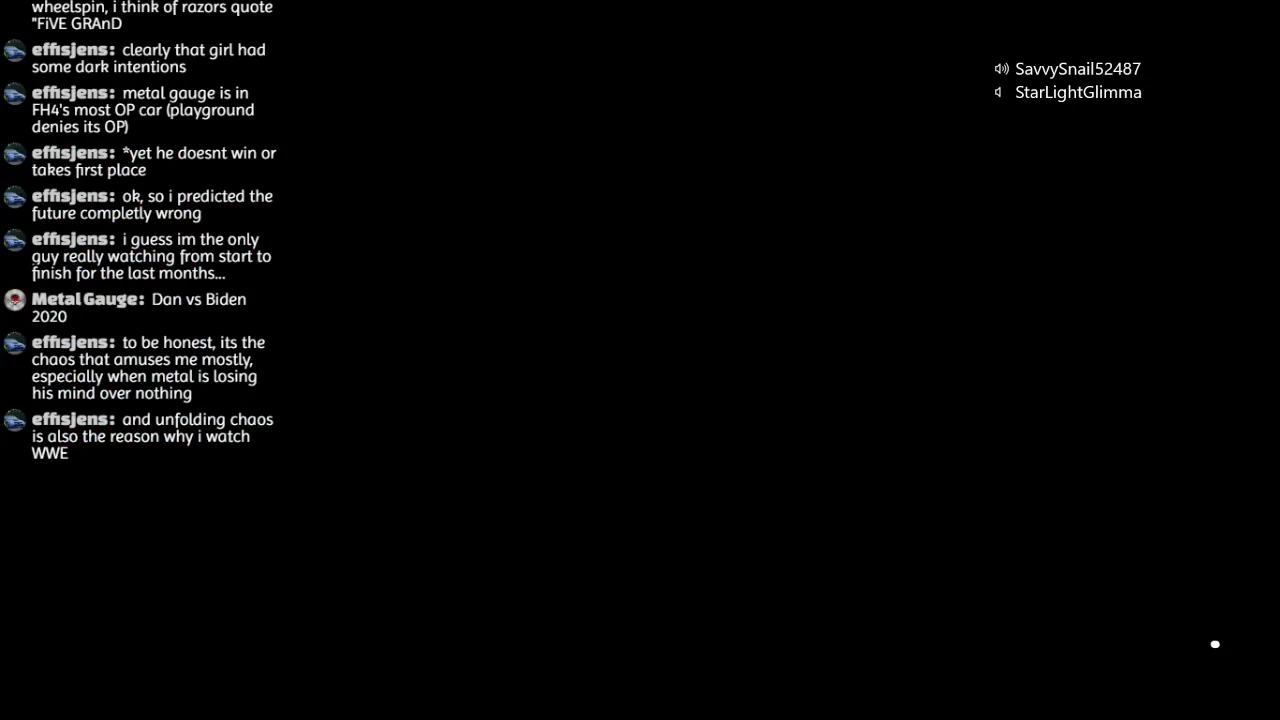 wheelspin, i think of razors quote
"FiVE GRAnD
effisjens: clearly that girl had
some dark intentions
effisjens: metal gauge is in
FH4's most OP car (playground
denies its OP)
effisjens: *yet he doesnt win or
takes first place
effisjens: ok, so i predicted the
future completly wrong
effisjens: i guess im the only
guy really watching from start to
finish for the last months...
Metal Gauge: Dan vs Biden
2020
effisjens: to be honest, its the
chaos that amuses me mostly,
especially when metal is losing
his mind over nothing
effisjens: and unfolding chaos
is also the reason why i watch
WWE
SavvySnail52487
StarLightGlimma